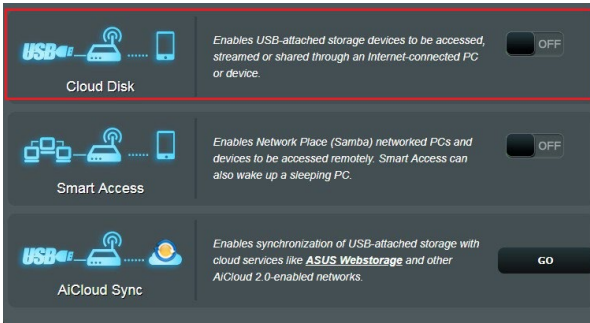 USB
Cloud Disk
Enables USB-attached storage devices to be accessed,
streamed or shared through an Internet-connected PC
or device.
OFF
Smart Access
Enables Network Place (Samba) networked PCs and
devices to be accessed remotely. Smart Access can
also wake up a sleeping PC.
OFF
USB
AiCloud Sync
Enables synchronization of USB-attached storage with
cloud services like ASUS Webstorage and other
AiCloud 2.0-enabled networks.
GO